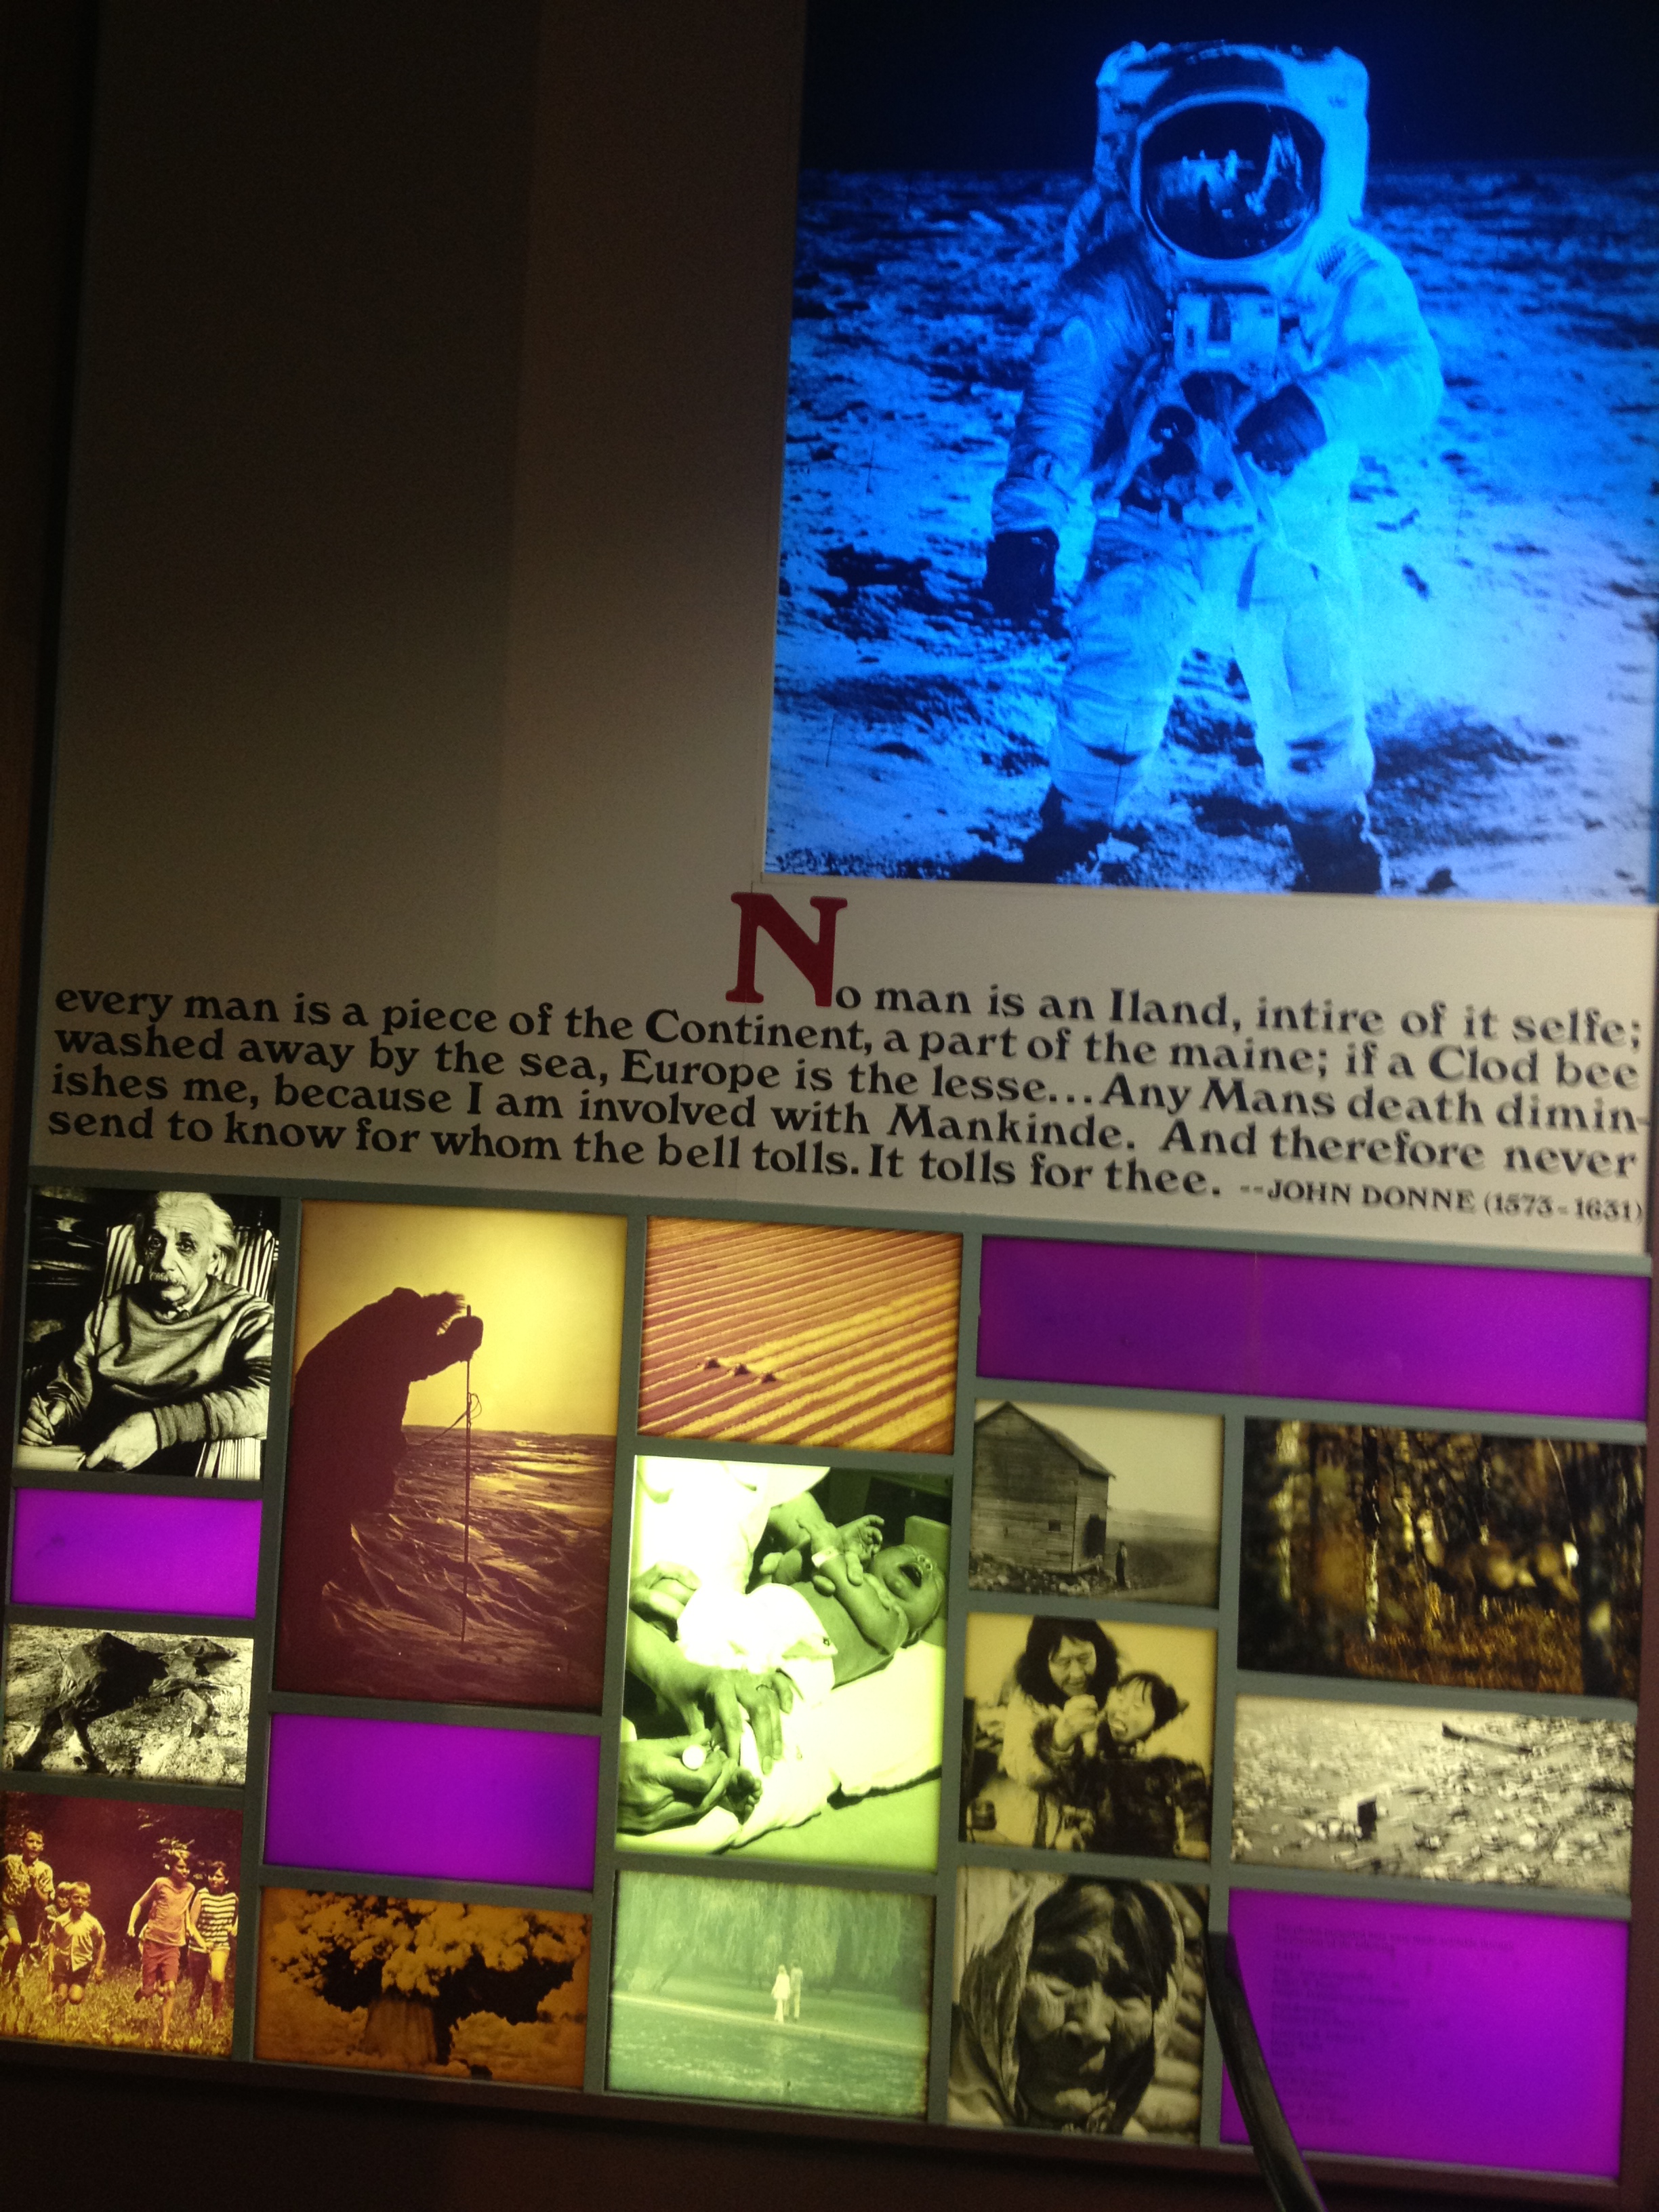 No man is an Iland, intire of it selfe;
every man is a piece of the Continent, a part of the maine; if a Clod bee
washed away by the sea, Europe is the lesse...Any Mans death dimin-
ishes me, because I am involved with Mankinde. And therefore never
send to know for whom the bell tolls. It tolls for thee. --JOHN DONNE (1573-1631)